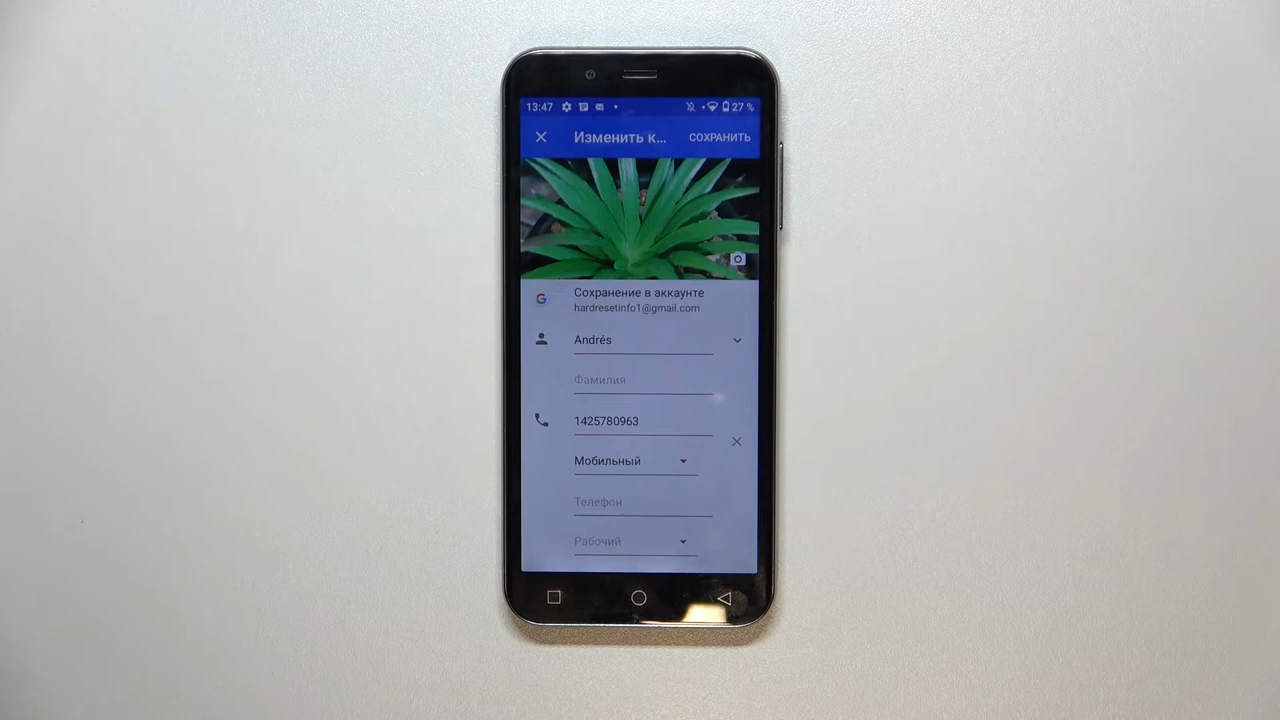 13:47 27 %
Изменить к... СОХРАНИТЬ
Сохранение в аккаунте
hardresetinfo1@gmail.com
Andrés
Фамилия
1425780963
Мобильный
Телефон
Рабочий